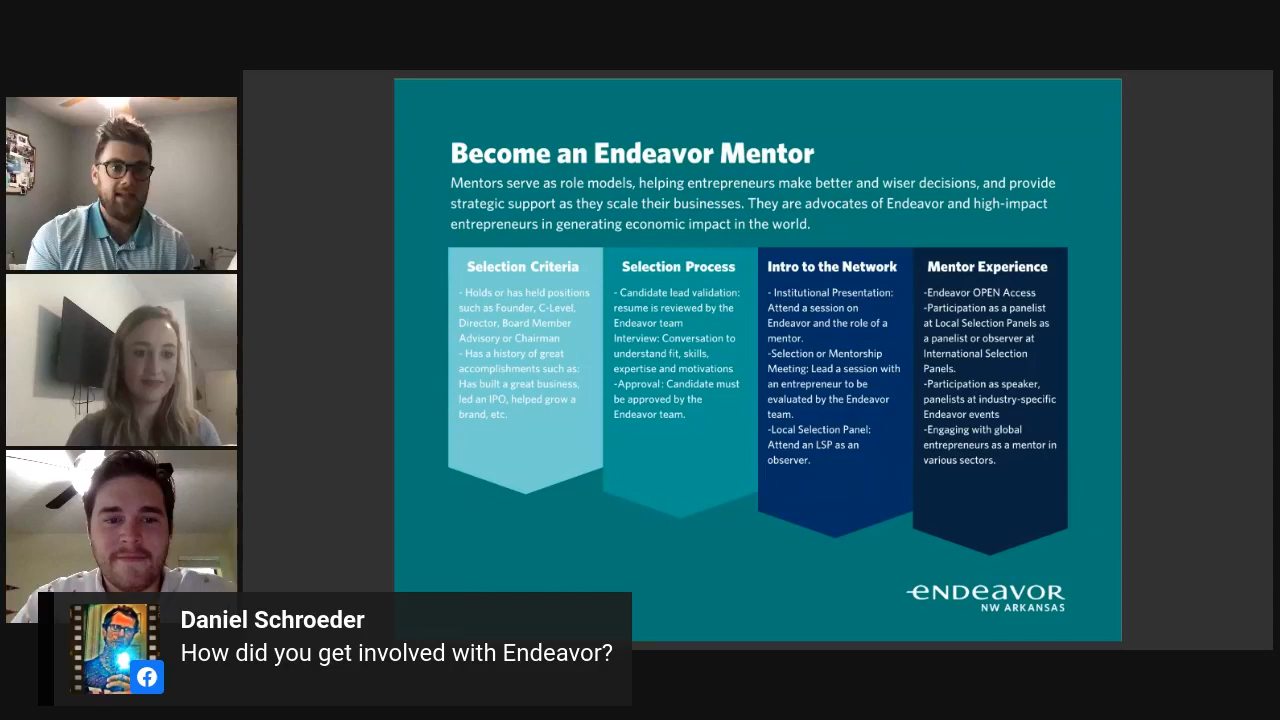 Become an Endeavor Mentor
Mentors serve as role models, helping entrepreneurs make better and wiser decisions, and provide
strategic support as they scale their businesses. They are advocates of Endeavor and high-impact
entrepreneurs in generating economic impact in the world.
Selection Criteria
- Holds or has held positions
such as Founder, C-Level,
Director, Board Member
Advisory or Chairman
- Has a history of great
accomplishments such as:
Has built a great business,
led an IPO, helped grow a
brand, etc.
Selection Process
- Candidate lead validation:
resume is reviewed by the
Endeavor team
Interview: Conversation to
understand fit, skills,
expertise and motivations
-Approval: Candidate must
be approved by the
Endeavor team.
Intro to the Network
- Institutional Presentation:
Attend a session on
Endeavor and the role of a
mentor.
-Selection or Mentorship
Meeting: Lead a session with
an entrepreneur to be
evaluated by the Endeavor
team.
-Local Selection Panel:
Attend an LSP as an
observer.
Mentor Experience
-Endeavor OPEN Access
-Participation as a panelist
at Local Selection Panels as
a panelist or observer at
International Selection
Panels.
-Participation as speaker,
panelists at industry-specific
Endeavor events
-Engaging with global
entrepreneurs as a mentor in
various sectors.
ENDEAVOR
NW ARKANSAS
Daniel Schroeder
How did you get involved with Endeavor?